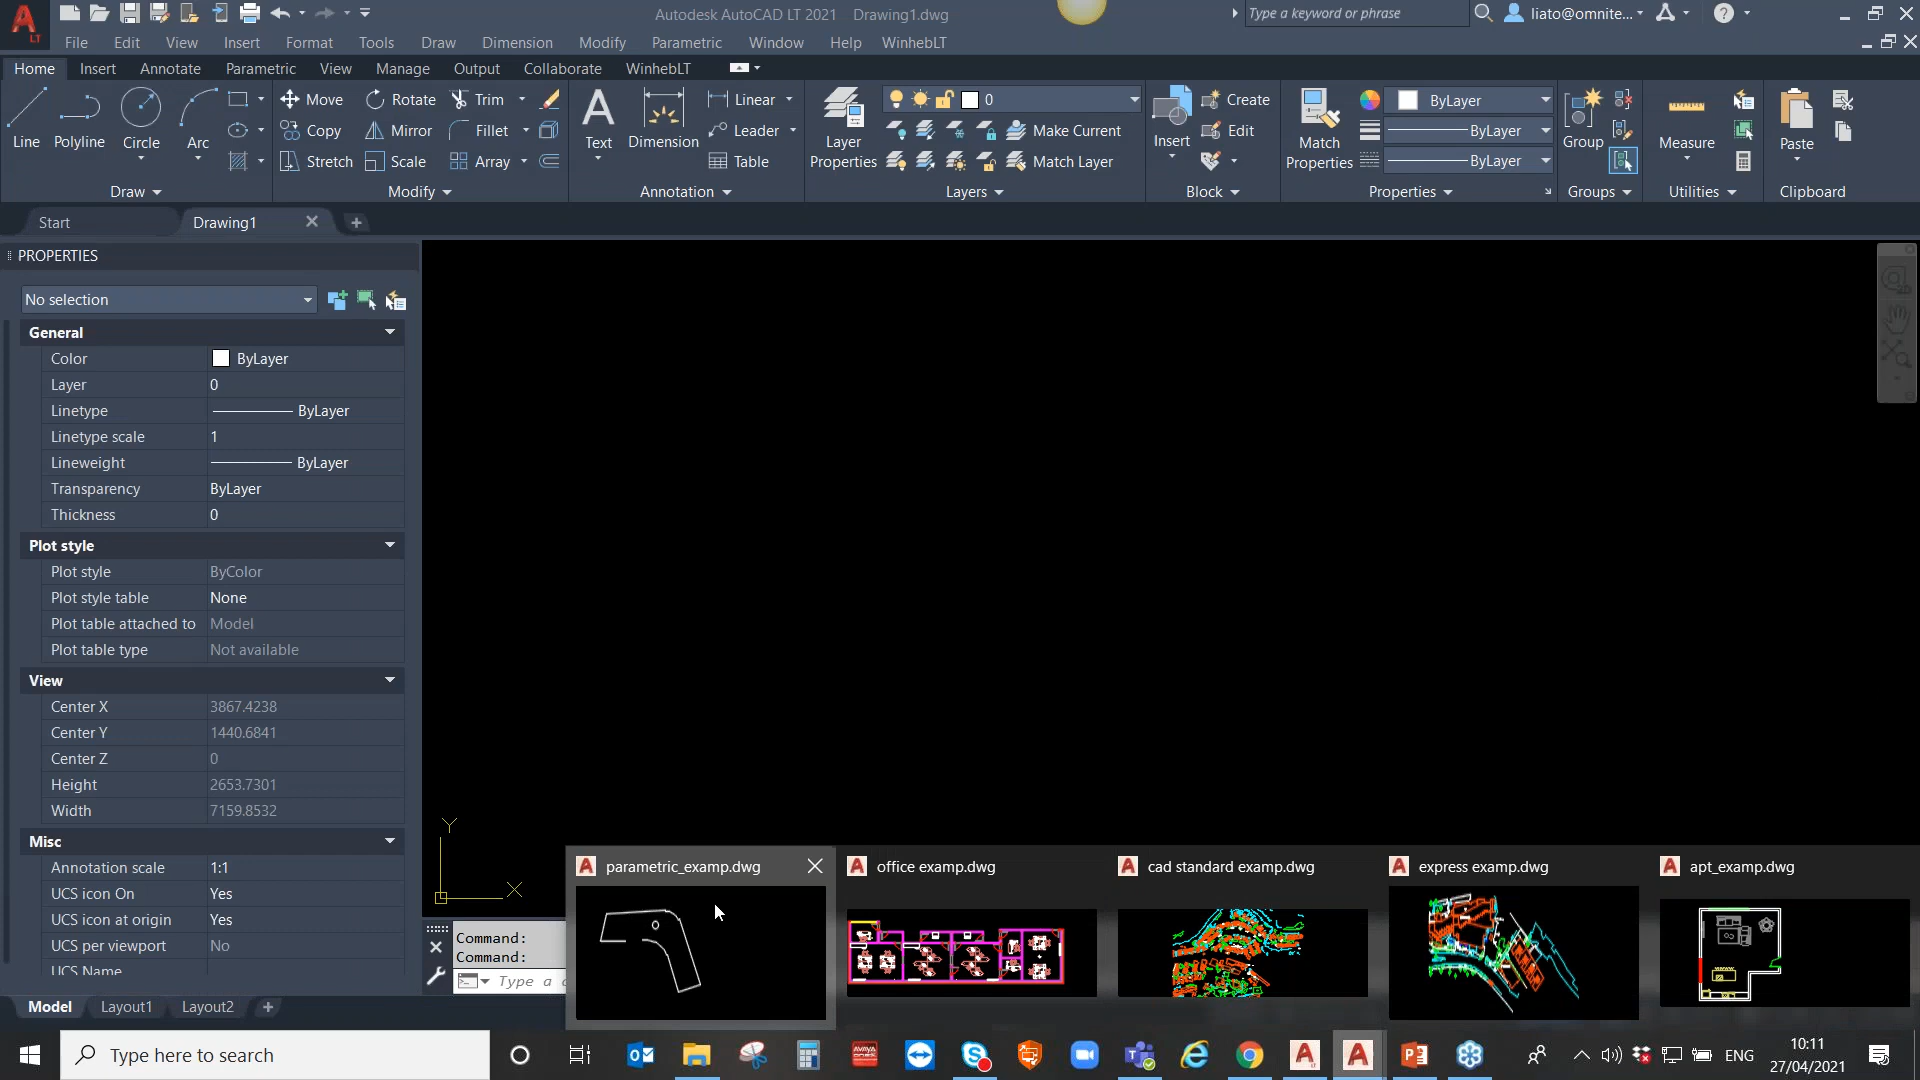 Autodesk AutoCAD LT 2021 Drawing1.dwg
Type a keyword or phrase
liato@omnite...
LT
File Edit View Insert Format Tools Draw Dimension Modify Parametric Window Help WinhebLT
Home Insert Annotate Parametric View Manage Output Collaborate WinhebLT
Line Polyline Circle Arc
Move Rotate Trim
Copy Mirror Fillet
Stretch Scale Array
Text Dimension
Linear
Leader
Table
Layer Properties
0
Make Current
Match Layer
Insert
Create
Edit
Match Properties
ByLayer
ByLayer
ByLayer
Group
Measure
Paste
Draw Modify Annotation Layers Block Properties Groups Utilities Clipboard
Start Drawing1
PROPERTIES
No selection
General
Color ByLayer
Layer 0
Linetype ByLayer
Linetype scale 1
Lineweight ByLayer
Transparency ByLayer
Thickness 0
Plot style
Plot style ByColor
Plot style table None
Plot table attached to Model
Plot table type Not available
View
Center X 3867.4238
Center Y 1440.6841
Center Z 0
Height 2653.7301
Width 7159.8532
Misc
Annotation scale 1:1
UCS icon On Yes
UCS icon at origin Yes
UCS per viewport No
UCS Name
Y
X
parametric_examp.dwg office examp.dwg cad standard examp.dwg express examp.dwg apt_examp.dwg
Command:
Command:
Type a
Model Layout1 Layout2
Type here to search
ENG
10:11
27/04/2021